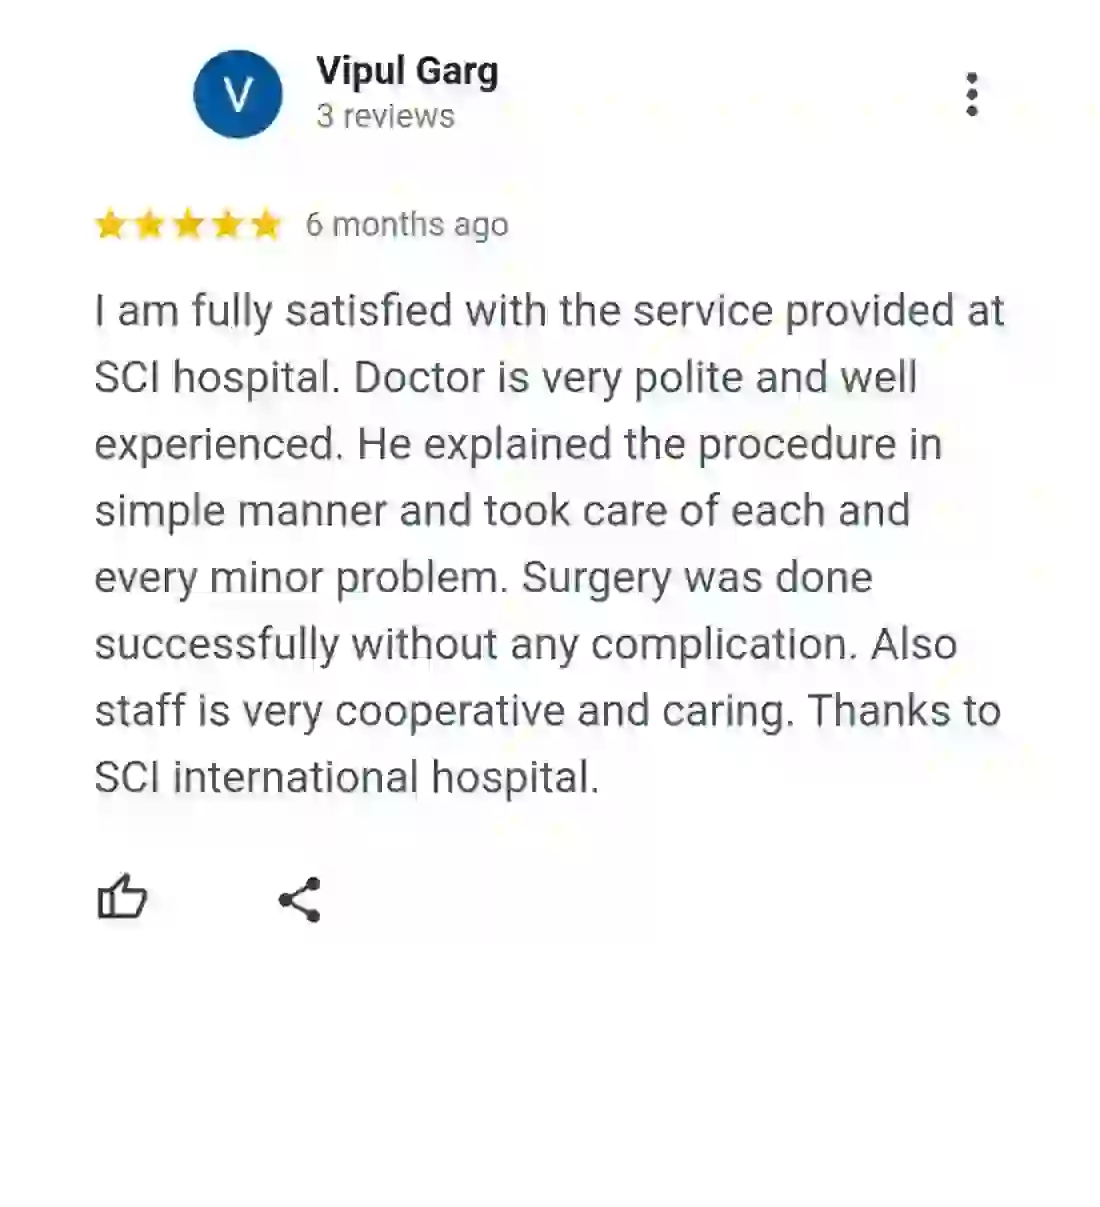 V
Vipul Garg
3 reviews
6 months ago
I am fully satisfied with the service provided at
SCI hospital. Doctor is very polite and well
experienced. He explained the procedure in
simple manner and took care of each and
every minor problem. Surgery was done
successfully without any complication. Also
staff is very cooperative and caring. Thanks to
SCI international hospital.